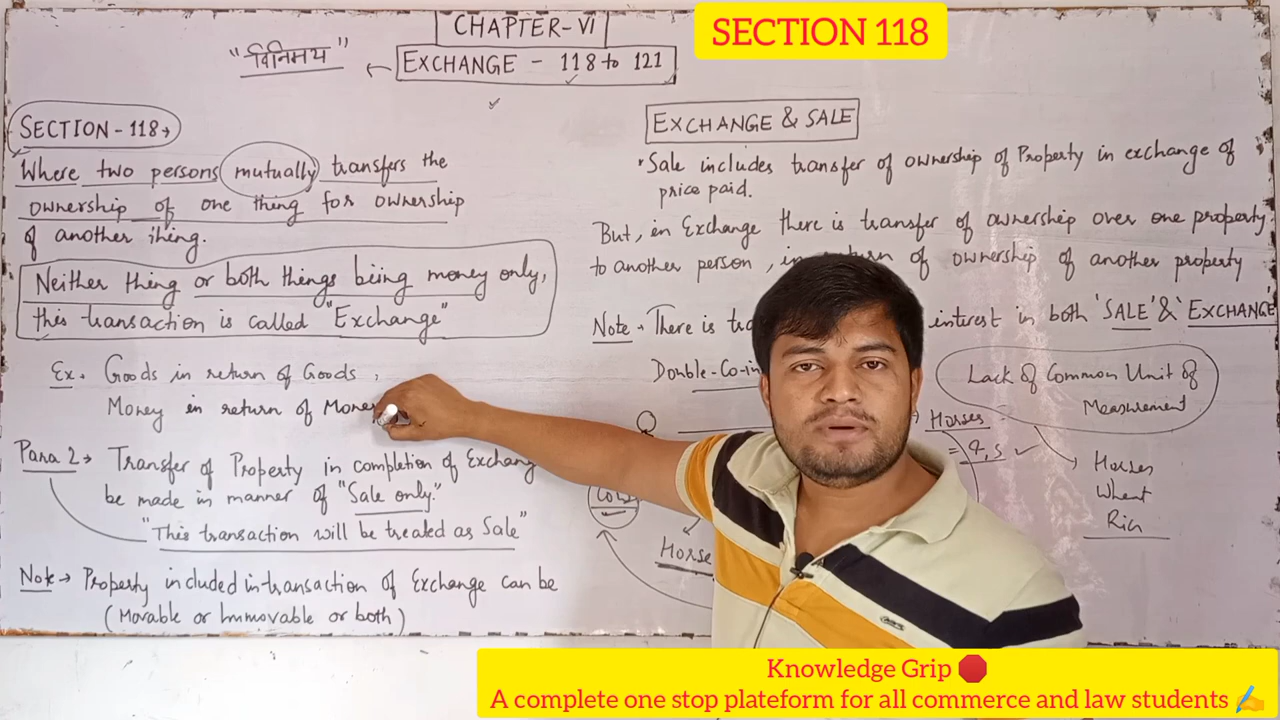 CHAPTER-VI
SECTION 118
"विनिमय"
EXCHANGE - 118 to 121
SECTION - 118
Where two persons mutually transfers the
ownership of one thing for ownership
of another thing.
Neither thing or both things being money only,
this transaction is called "Exchange"
Ex. Goods in return of Goods,
Money in return of Money
Para 2 → Transfer of Property in completion of Exchang
be made in manner of "Sale only."
"This transaction will be treated as Sale"
Note → Property included in transaction of Exchange can be
(Movable or Immovable or both)
EXCHANGE & SALE
Sale includes transfer of ownership of Property in exchange of
price paid.
But, in Exchange there is transfer of ownership over one property
to another person, in return of ownership of another property
Note → There is interest in both 'SALE' & 'EXCHANGE'
Double-Co-in
Lack of Common Unit of
Measurement
Horses
= 4,5
Horses
Wheat
Horse
Knowledge Grip 🛑
A complete one stop plateform for all commerce and law students ✍